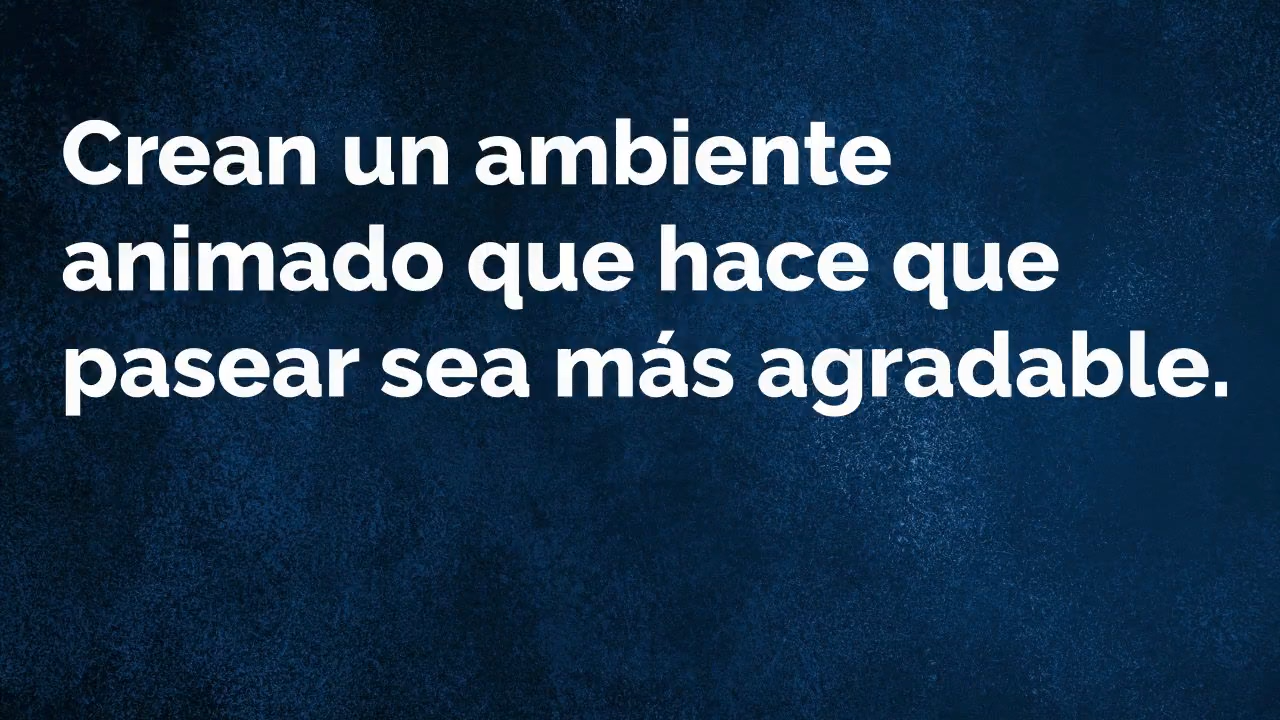 Crean un ambiente
animado que hace que
pasear sea más agradable.